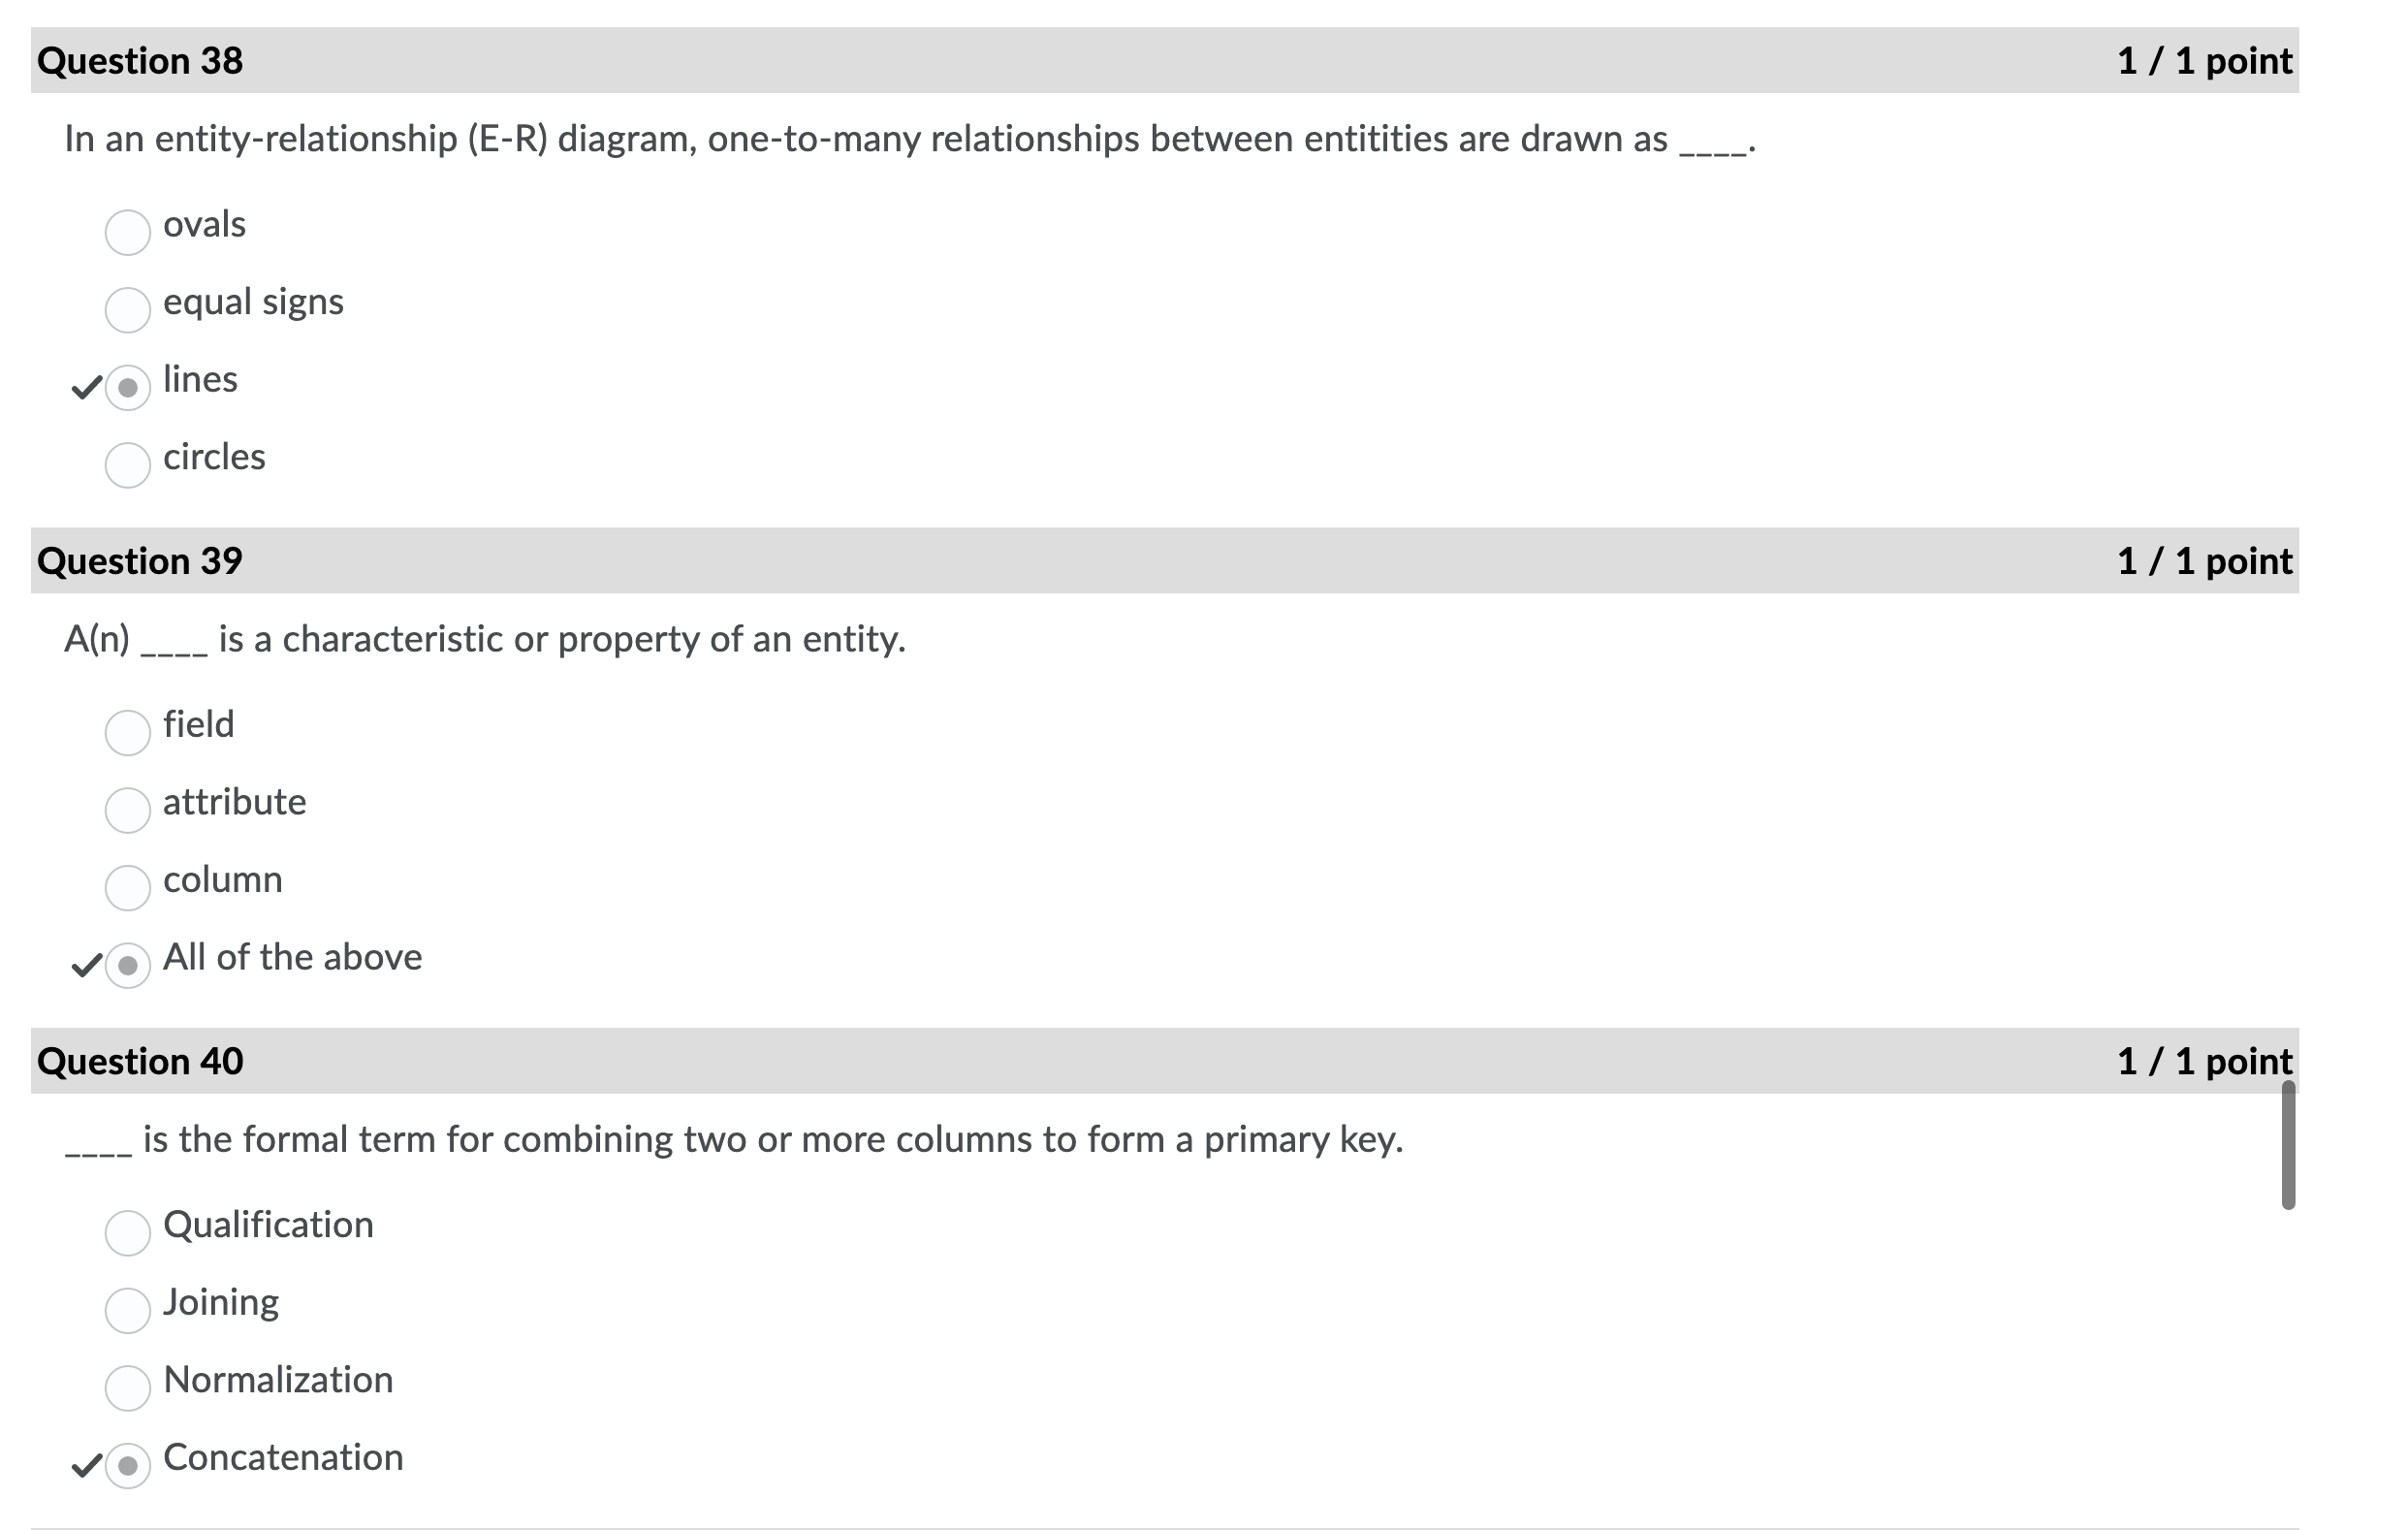 Question 38 1 / 1 point
In an entity-relationship (E-R) diagram, one-to-many relationships between entitities are drawn as ____.
ovals
equal signs
lines
circles
Question 39 1 / 1 point
A(n) ____ is a characteristic or property of an entity.
field
attribute
column
All of the above
Question 40 1 / 1 point
____ is the formal term for combining two or more columns to form a primary key.
Qualification
Joining
Normalization
Concatenation